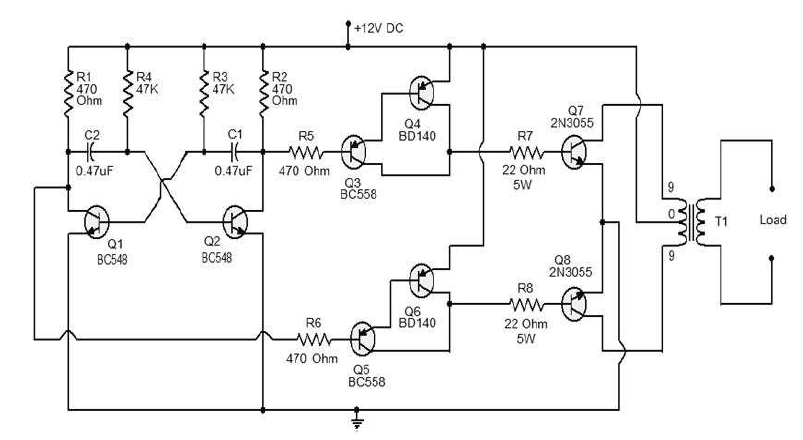 +12V DC
R1
470
Ohm
R4
47K
R3
47K
R2
470
Ohm
C2
0.47uF
C1
0.47uF
R5
470 Ohm
Q3
BC558
Q4
BD140
R7
22 Ohm
5W
Q7
2N3055
Q1
BC548
Q2
BC548
9
0
9
T1
Load
R6
470 Ohm
Q5
BC558
Q6
BD140
R8
22 Ohm
5W
Q8
2N3055